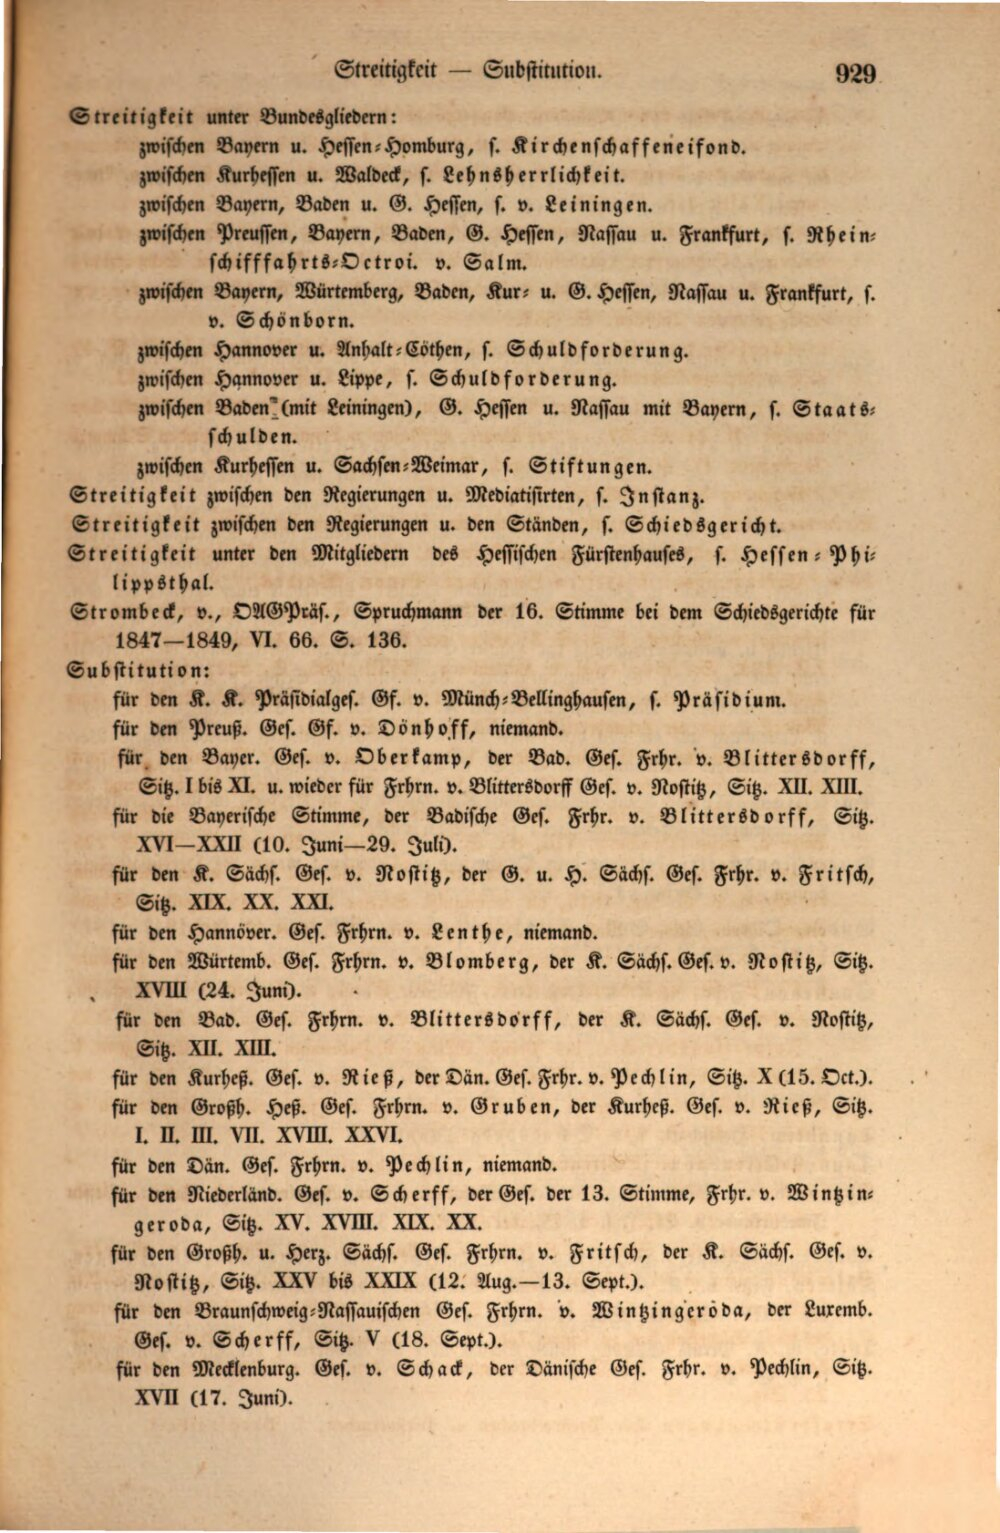 Streitigkeit — Substitution. 929
Streitigkeit unter Bundesgliedern:
zwischen Bayern u. Hessen-Homburg, s. Kirchenschaffeneifond.
zwischen Kurhessen u. Waldeck, s. Lehnsherrlichkeit.
zwischen Bayern, Baden u. G. Hessen, s. v. Leiningen.
zwischen Preussen, Bayern, Baden, G. Hessen, Nassau u. Frankfurt, s. Rhein-
schifffahrts-Octroi. v. Salm.
zwischen Bayern, Würtemberg, Baden, Kur- u. G. Hessen, Nassau u. Frankfurt, s.
v. Schönborn.
zwischen Hannover u. Anhalt-Cöthen, s. Schuldforderung.
zwischen Hannover u. Lippe, s. Schuldforderung.
zwischen Baden (mit Leiningen), G. Hessen u. Nassau mit Bayern, s. Staats-
schulden.
zwischen Kurhessen u. Sachsen-Weimar, s. Stiftungen.
Streitigkeit zwischen den Regierungen u. Mediatisirten, s. Instanz.
Streitigkeit zwischen den Regierungen u. den Ständen, s. Schiedsgericht.
Streitigkeit unter den Mitgliedern des Hessischen Fürstenhauses, s. Hessen-Phi-
lippsthal.
Strombeck, v., OAGPräs., Spruchmann der 16. Stimme bei dem Schiedsgerichte für
1847—1849, VI. 66. S. 136.
Substitution:
für den K. K. Präsidialges. Gf. v. Münch-Bellinghausen, s. Präsidium.
für den Preuß. Ges. Gf. v. Dönhoff, niemand.
für den Bayer. Ges. v. Oberkamp, der Bad. Ges. Frhr. v. Blittersdorff,
Sitz. I bis XI. u. wieder für Frhrn. v. Blittersdorff Ges. v. Nostitz, Sitz. XII. XIII.
für die Bayerische Stimme, der Badische Ges. Frhr. v. Blittersdorff, Sitz.
XVI—XXII (10. Juni—29. Juli).
für den K. Sächs. Ges. v. Nostitz, der G. u. H. Sächs. Ges. Frhr. v. Fritsch,
Sitz. XIX. XX. XXI.
für den Hannöver. Ges. Frhrn. v. Lenthe, niemand.
für den Würtemb. Ges. Frhrn. v. Blomberg, der K. Sächs. Ges. v. Nostitz, Sitz.
XVIII (24. Juni).
für den Bad. Ges. Frhrn. v. Blittersdorff, der K. Sächs. Ges. v. Nostitz,
Sitz. XII. XIII.
für den Kurheß. Ges. v. Rieß, der Dän. Ges. Frhr. v. Pechlin, Sitz. X (15. Oct.).
für den Großh. Heß. Ges. Frhrn. v. Gruben, der Kurheß. Ges. v. Rieß, Sitz.
I. II. III. VII. XVIII. XXVI.
für den Dän. Ges. Frhrn. v. Pechlin, niemand.
für den Niederländ. Ges. v. Scherff, der Ges. der 13. Stimme, Frhr. v. Wintzin-
geroda, Sitz. XV. XVIII. XIX. XX.
für den Großh. u. Herz. Sächs. Ges. Frhrn. v. Fritsch, der K. Sächs. Ges. v.
Nostitz, Sitz. XXV bis XXIX (12. Aug.—13. Sept.).
für den Braunschweig-Nassauischen Ges. Frhrn. v. Wintzingeroda, der Luxemb.
Ges. v. Scherff, Sitz. V (18. Sept.).
für den Mecklenburg. Ges. v. Schack, der Dänische Ges. Frhr. v. Pechlin, Sitz.
XVII (17. Juni).